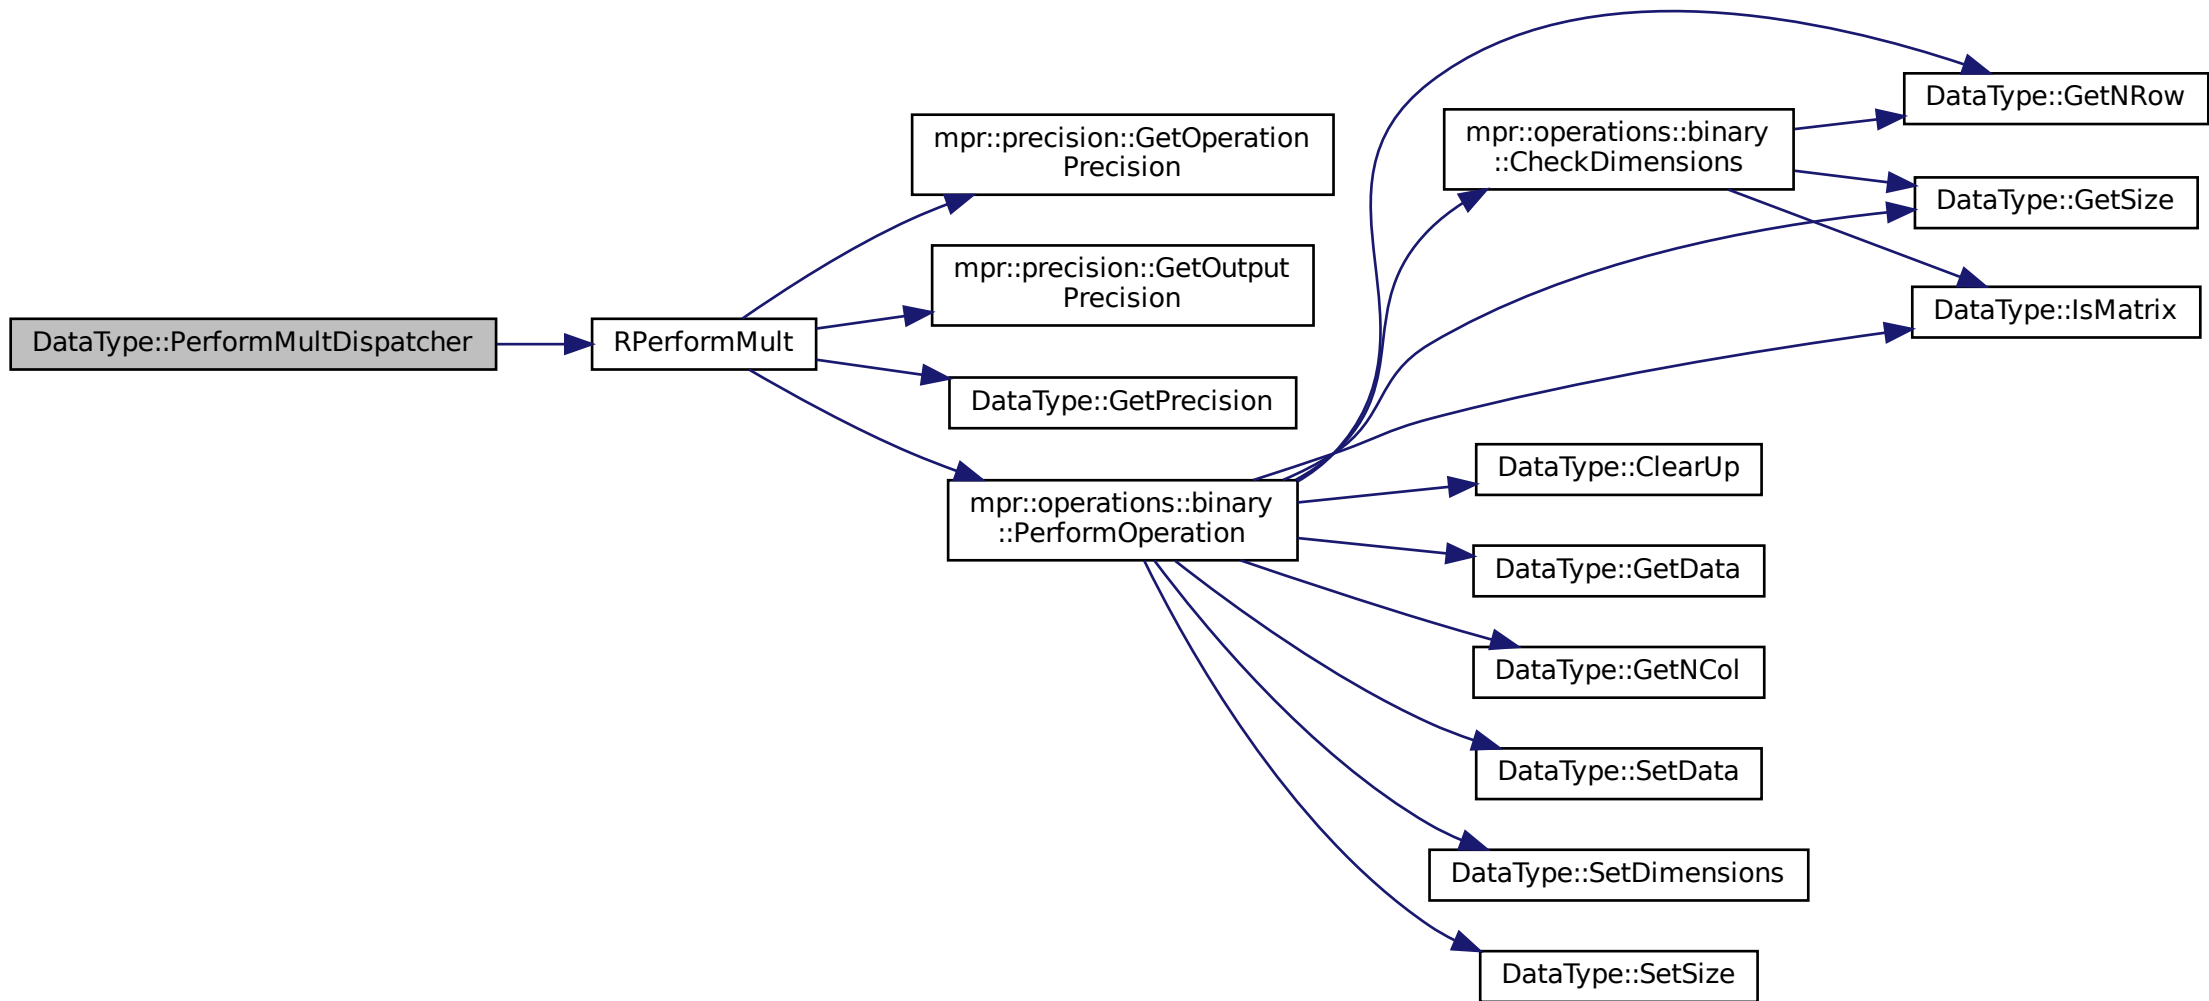 DataType::PerformMultDispatcher
RPerformMult
mpr::precision::GetOperation
Precision
mpr::precision::GetOutput
Precision
DataType::GetPrecision
mpr::operations::binary
::PerformOperation
mpr::operations::binary
::CheckDimensions
DataType::GetNRow
DataType::GetSize
DataType::IsMatrix
DataType::ClearUp
DataType::GetData
DataType::GetNCol
DataType::SetData
DataType::SetDimensions
DataType::SetSize